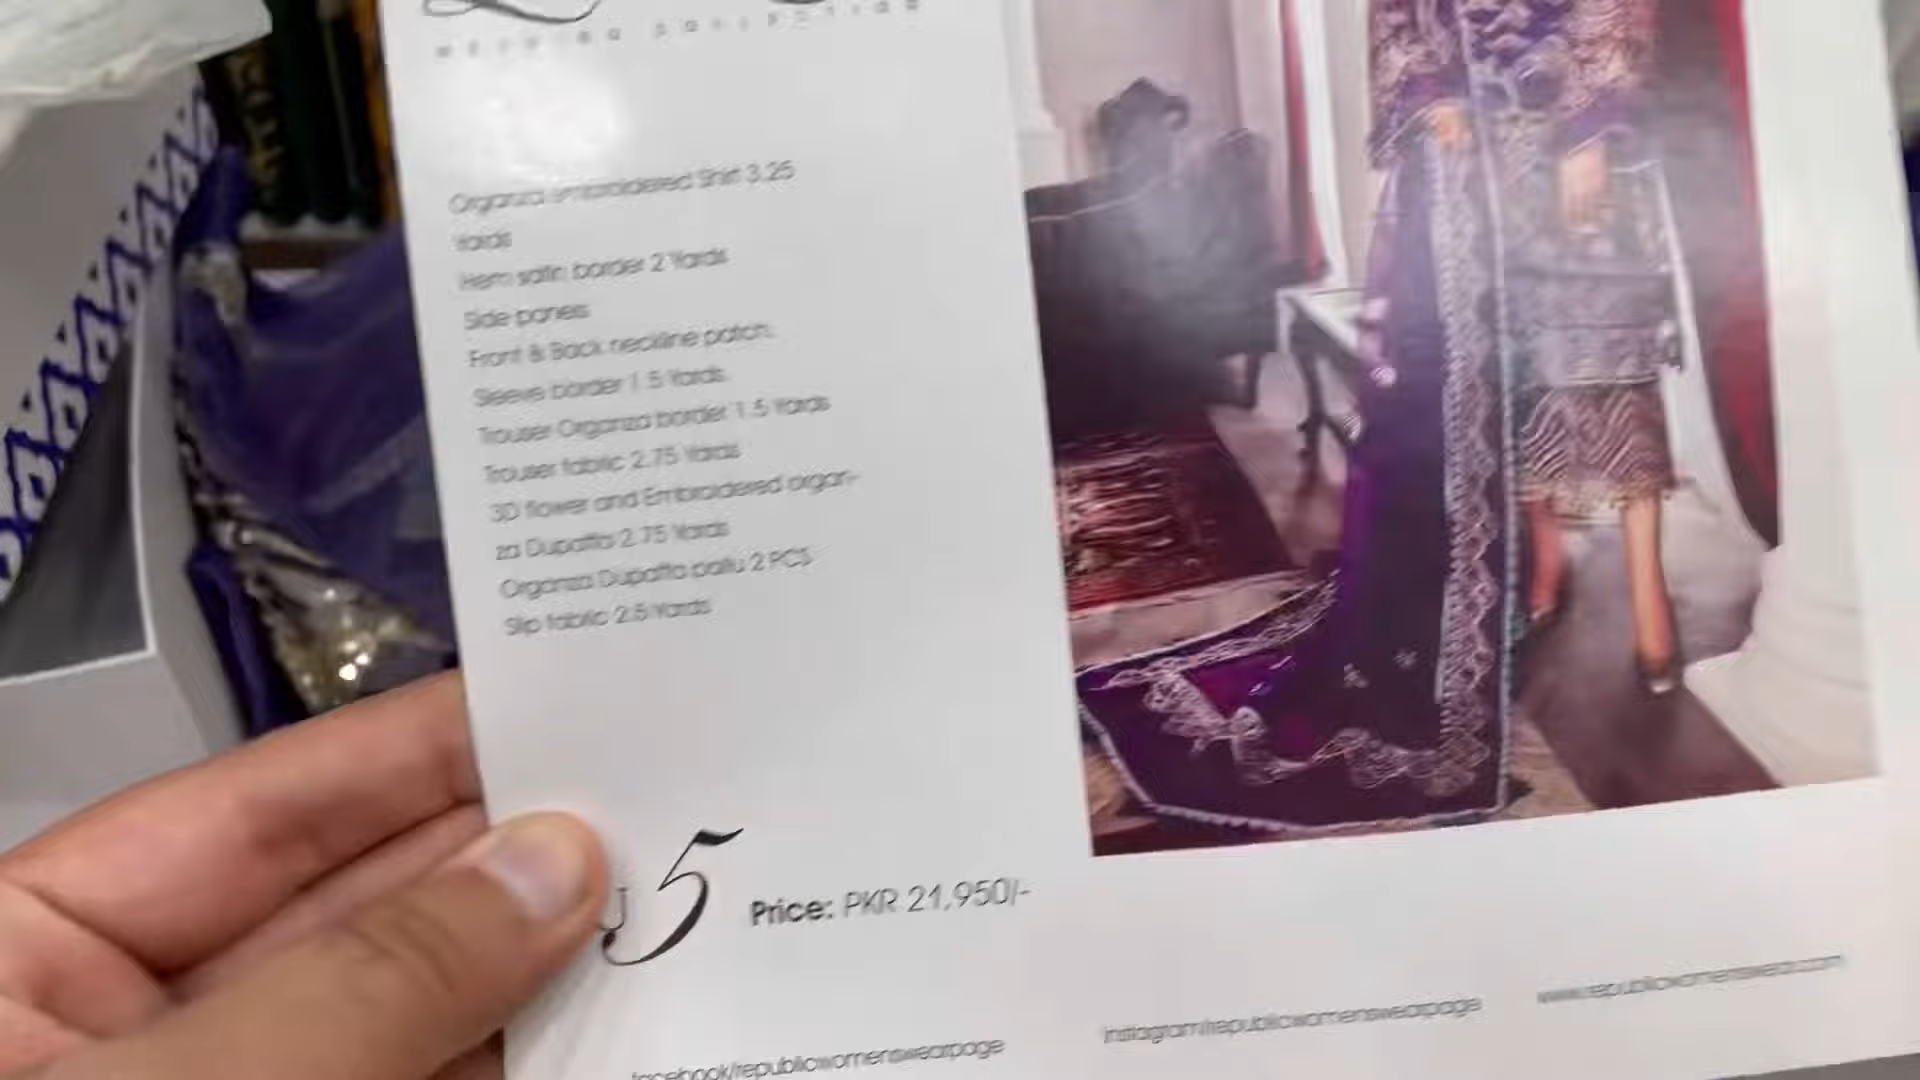 WEDDING COLLECTION
Organza embroidered Shirt 3.25
Yards
Hem satin border 2 Yards
Side panels
Front & Back neckline patch.
Sleeve border 1.5 Yards.
Trouser Organza border 1.5 Yards
Trouser fabric 2.75 Yards
3D flower and Embroidered organ-
za Dupatta 2.75 Yards
Organza Dupatta pallu 2 PCS
Slip fabric 2.5 Yards
5 Price: PKR 21,950/-
facebook/republicwomenswearpage
instagram/republicwomenswearpage
www.republicwomenswear.com